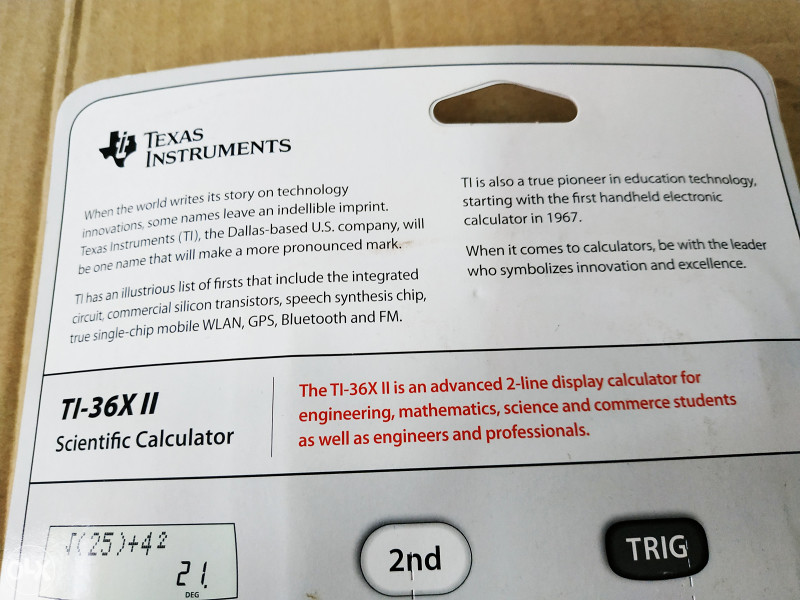 TEXAS
INSTRUMENTS
When the world writes its story on technology
innovations, some names leave an indellible imprint.
Texas Instruments (TI), the Dallas-based U.S. company, will
be one name that will make a more pronounced mark.
TI has an illustrious list of firsts that include the integrated
circuit, commercial silicon transistors, speech synthesis chip,
true single-chip mobile WLAN, GPS, Bluetooth and FM.
TI is also a true pioneer in education technology,
starting with the first handheld electronic
calculator in 1967.
When it comes to calculators, be with the leader
who symbolizes innovation and excellence.
TI-36X II
Scientific Calculator
The TI-36X II is an advanced 2-line display calculator for
engineering, mathematics, science and commerce students
as well as engineers and professionals.
√(25)+4²
21.
DEG
2nd
TRIG
OLX